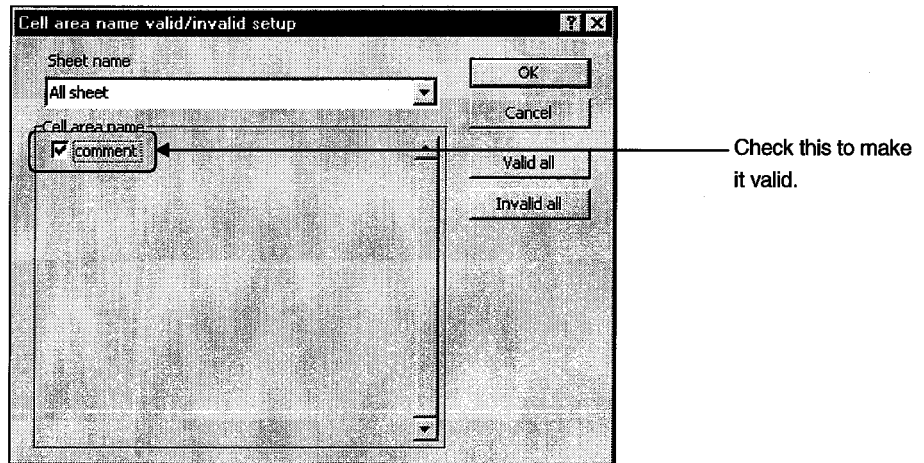 Cell area name valid/invalid setup
Sheet name
All sheet
OK
Cancel
Cell area name
comment
Valid all
Invalid all
Check this to make
it valid.